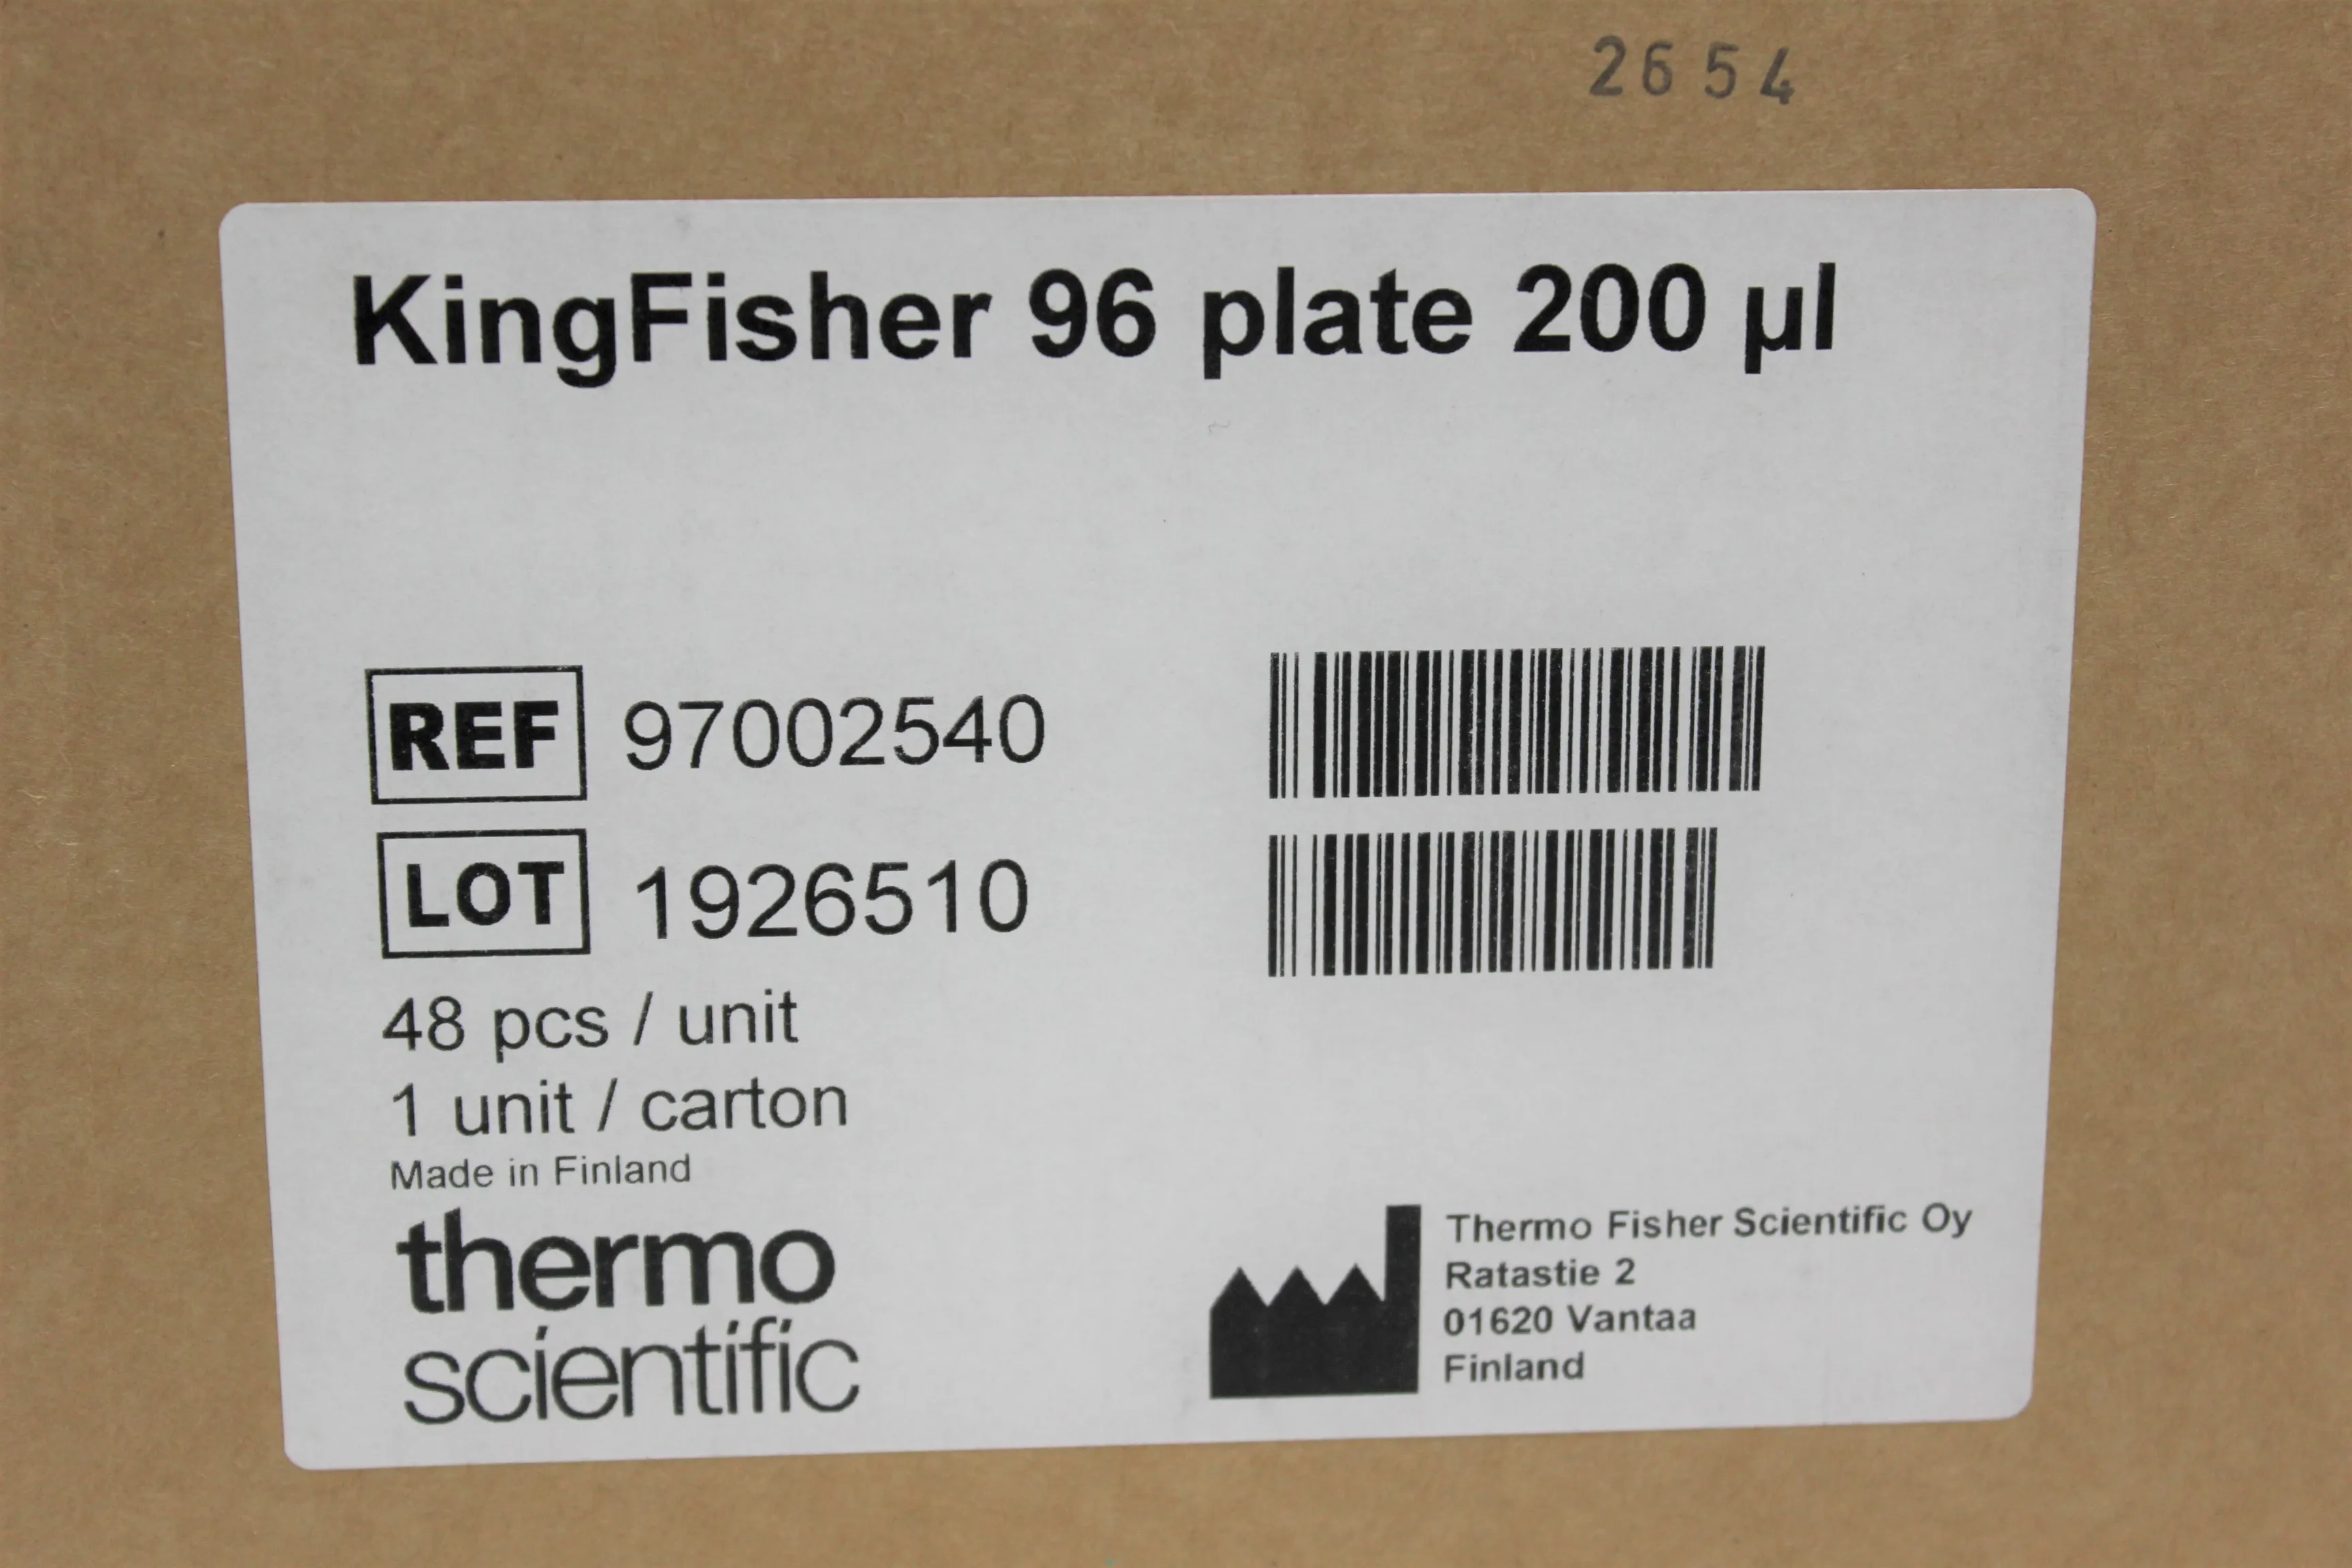 2654
KingFisher 96 plate 200 µl
REF 97002540
LOT 1926510
48 pcs / unit
1 unit / carton
Made in Finland
thermo
scientific
Thermo Fisher Scientific Oy
Ratastie 2
01620 Vantaa
Finland